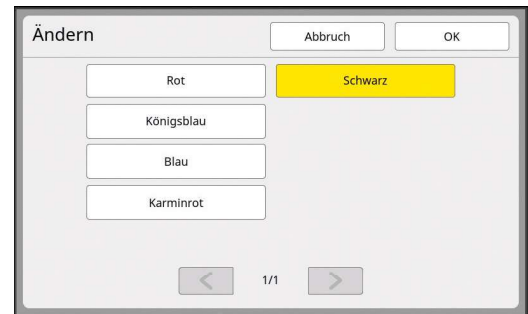 Ändern
Abbruch
OK
Rot
Schwarz
Königsblau
Blau
Karminrot
1/1